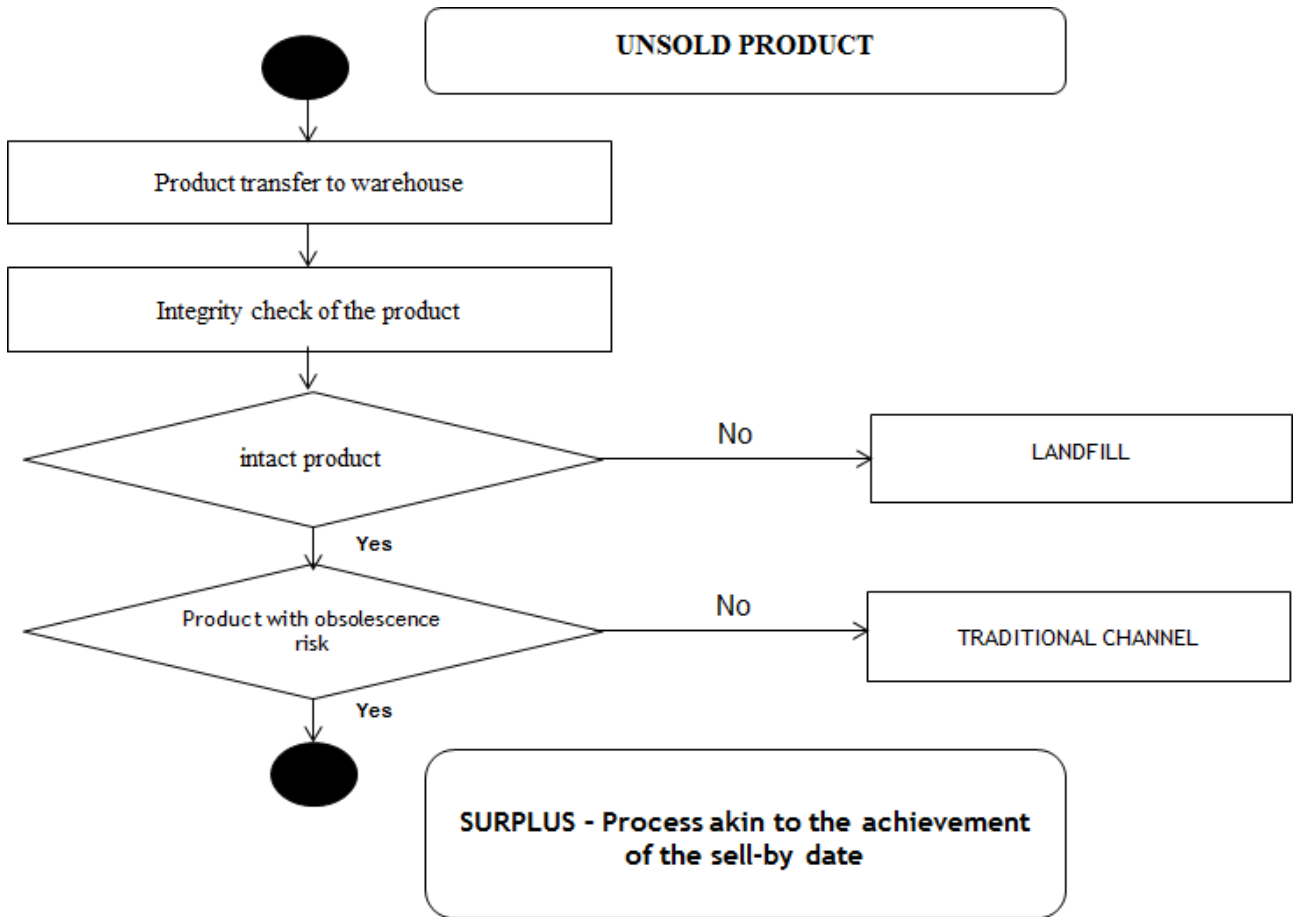 UNSOLD PRODUCT
Product transfer to warehouse
Integrity check of the product
intact product
No
LANDFILL
Yes
Product with obsolescence
risk
No
TRADITIONAL CHANNEL
Yes
SURPLUS - Process akin to the achievement
of the sell-by date